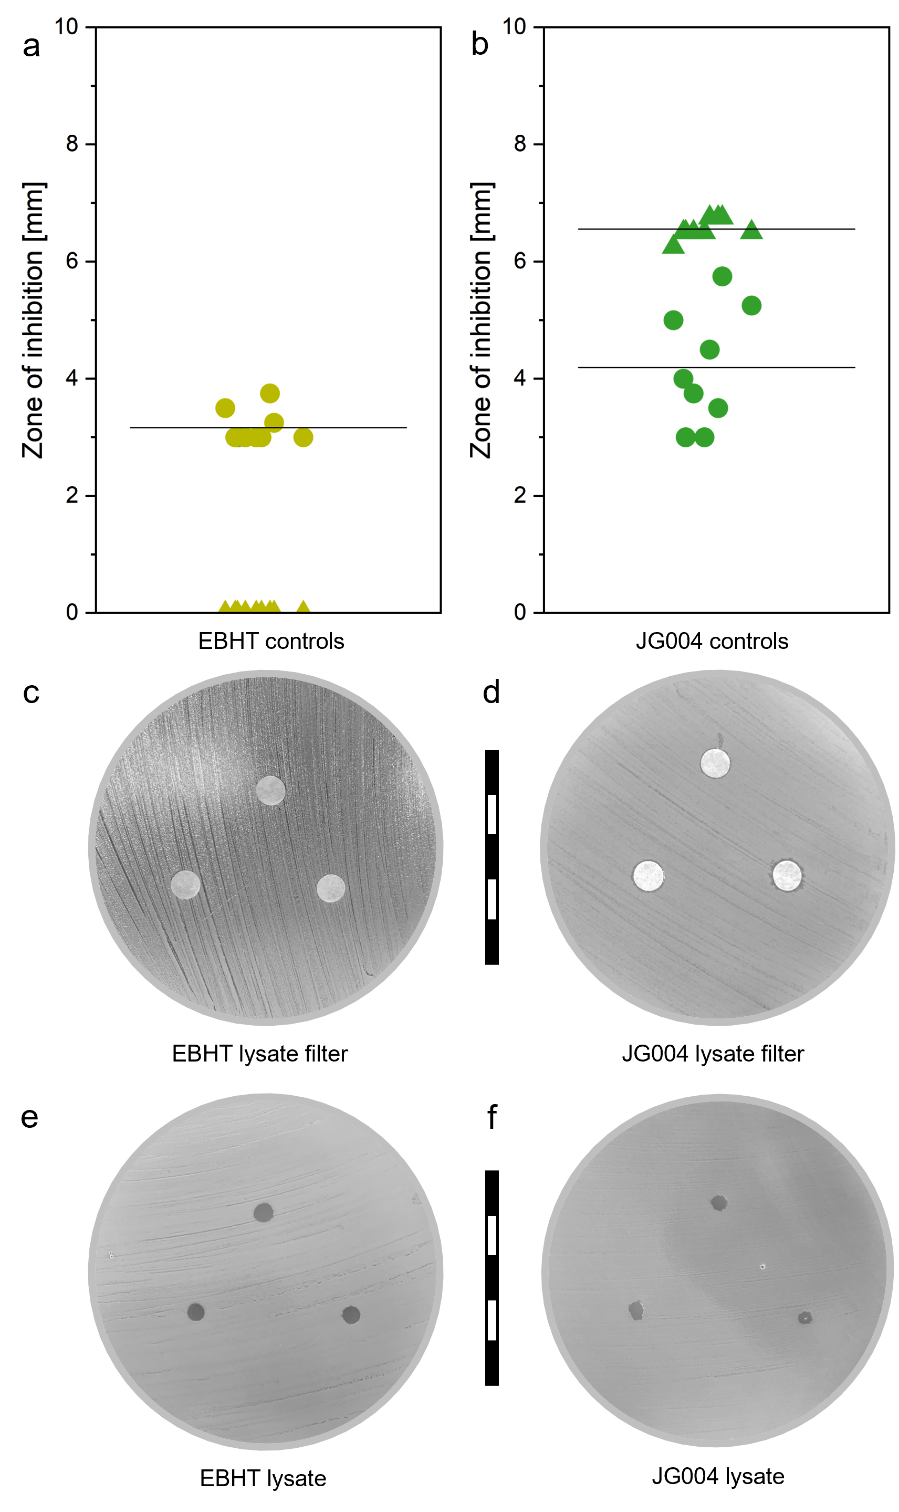 a
10
8
6
4
2
0
Zone of inhibition [mm]
EBHT controls
b
10
8
6
4
2
0
Zone of inhibition [mm]
JG004 controls
c
EBHT lysate filter
d
JG004 lysate filter
e
EBHT lysate
f
JG004 lysate